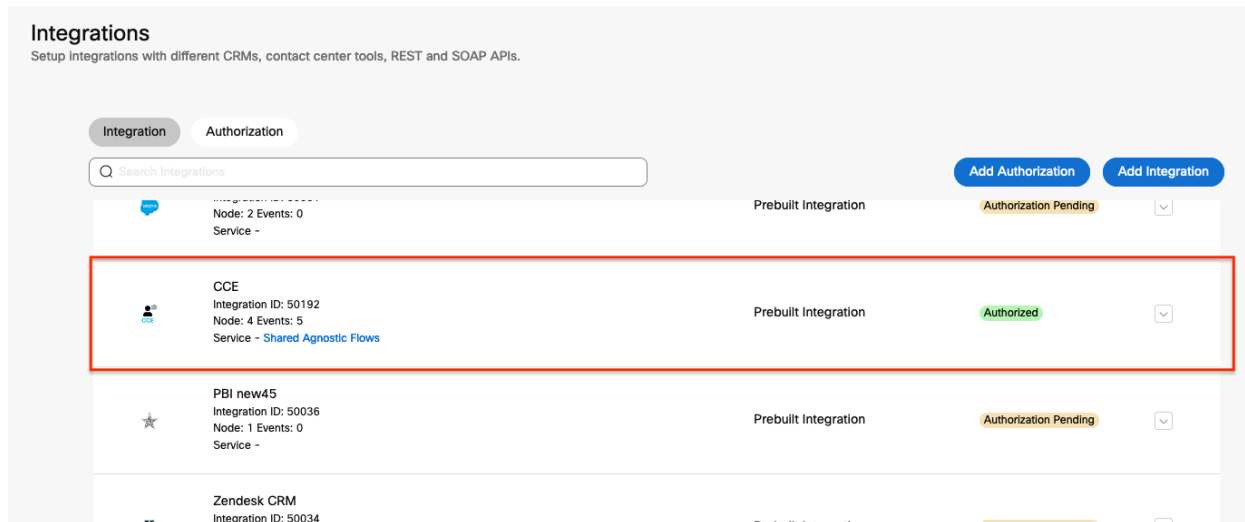 Integrations
Setup integrations with different CRMs, contact center tools, REST and SOAP APIs.
Integration Authorization
Search Integrations
Add Authorization Add Integration
Prebuilt Integration Authorization Pending
Node: 2 Events: 0
Service -
CCE
Integration ID: 50192
CCE Prebuilt Integration Authorized
Node: 4 Events: 5
Service - Shared Agnostic Flows
PBI new45
Integration ID: 50036
Prebuilt Integration Authorization Pending
Node: 1 Events: 0
Service -
Zendesk CRM
Integration ID: 50034